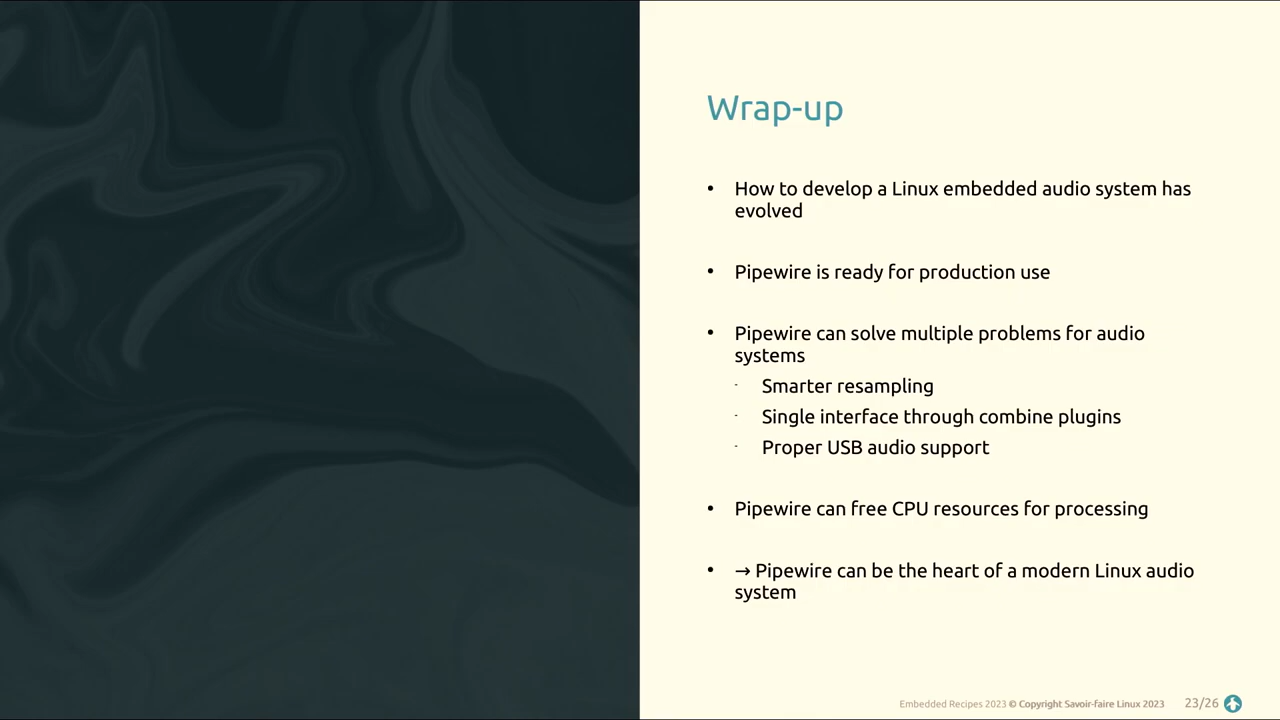 Wrap-up
• How to develop a Linux embedded audio system has
evolved
• Pipewire is ready for production use
• Pipewire can solve multiple problems for audio
systems
· Smarter resampling
· Single interface through combine plugins
· Proper USB audio support
• Pipewire can free CPU resources for processing
• → Pipewire can be the heart of a modern Linux audio
system
Embedded Recipes 2023 © Copyright Savoir-faire Linux 2023 23/26